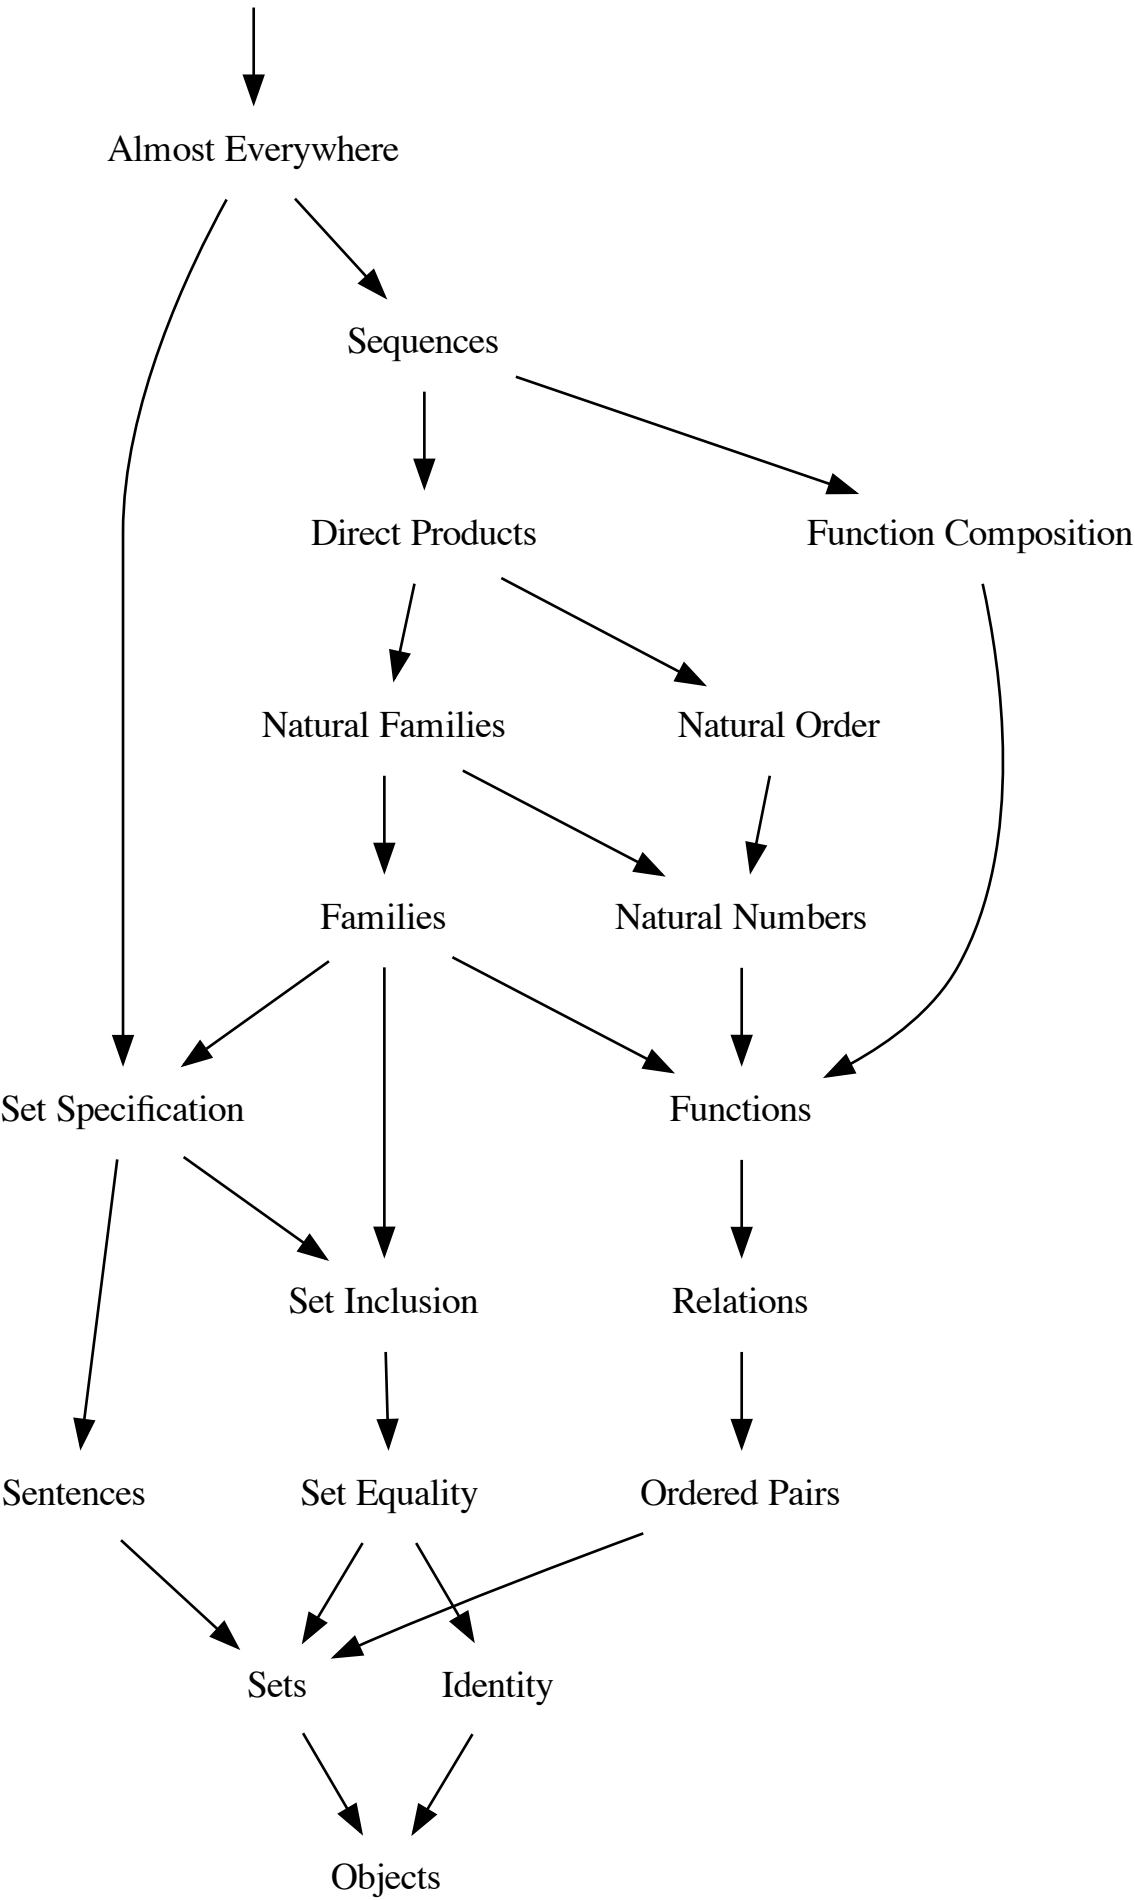 Almost Everywhere
Sequences
Direct Products
Function Composition
Natural Families
Natural Order
Families
Natural Numbers
Set Specification
Functions
Set Inclusion
Relations
Sentences
Set Equality
Ordered Pairs
Sets
Identity
Objects